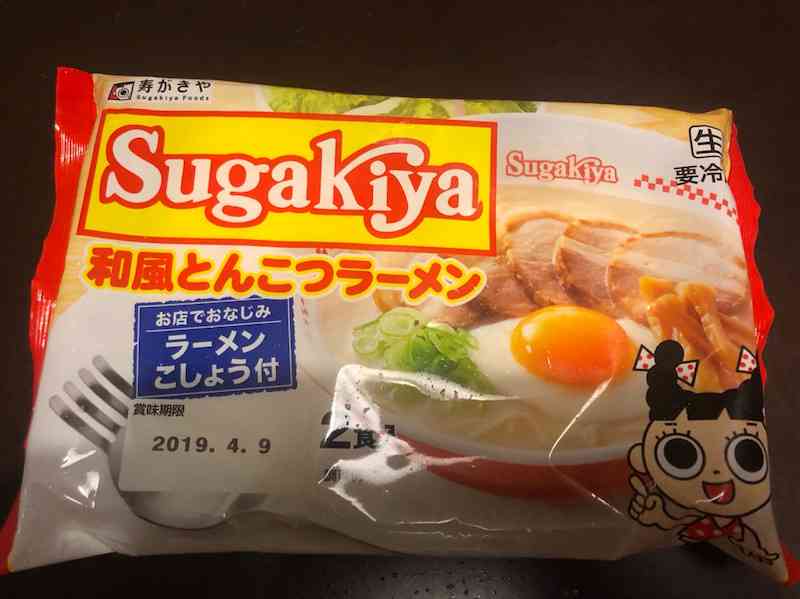 寿がきや
Sugakiya Foods
Sugakiya
Sugakiya
生
要冷
和風とんこつラーメン
お店でおなじみ
ラーメン
こしょう付
賞味期限
2019. 4. 9
2食